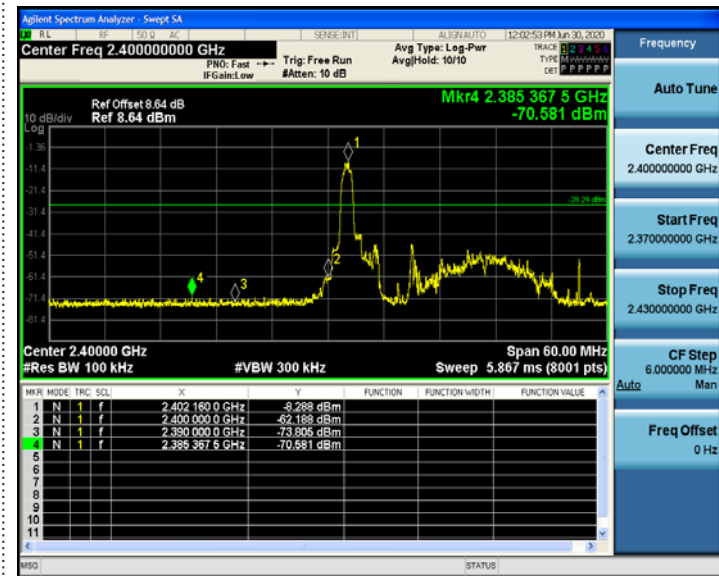 Agilent Spectrum Analyzer - Swept SA
RL RF 50 Ω AC SENSE:INT ALIGNAUTO 12:02:53 PM Jun 30, 2020
Center Freq 2.400000000 GHz
PNO: Fast
IFGain:Low
Trig: Free Run
#Atten: 10 dB
Avg Type: Log-Pwr
Avg|Hold: 10/10
TRACE 1 2 3 4 5 6
TYPE M
DET P P P P P P
Mkr4 2.385 367 5 GHz
-70.581 dBm
Ref Offset 8.64 dB
10 dB/div Ref 8.64 dBm
Log
-1.36
-11.4
-21.4
-28.29 dBm
-31.4
-41.4
-51.4
-61.4
-71.4
-81.4
1
2
3
4
Center 2.40000 GHz Span 60.00 MHz
#Res BW 100 kHz #VBW 300 kHz Sweep 5.867 ms (8001 pts)
MKR MODE TRC SCL X Y FUNCTION FUNCTION WIDTH FUNCTION VALUE
1 N 1 f 2.402 160 0 GHz -8.288 dBm
2 N 1 f 2.400 000 0 GHz -62.188 dBm
3 N 1 f 2.390 000 0 GHz -73.805 dBm
4 N 1 f 2.385 367 5 GHz -70.581 dBm
5
6
7
8
9
10
11
MSG STATUS
Frequency
Auto Tune
Center Freq
2.400000000 GHz
Start Freq
2.370000000 GHz
Stop Freq
2.430000000 GHz
CF Step
6.000000 MHz
Auto Man
Freq Offset
0 Hz